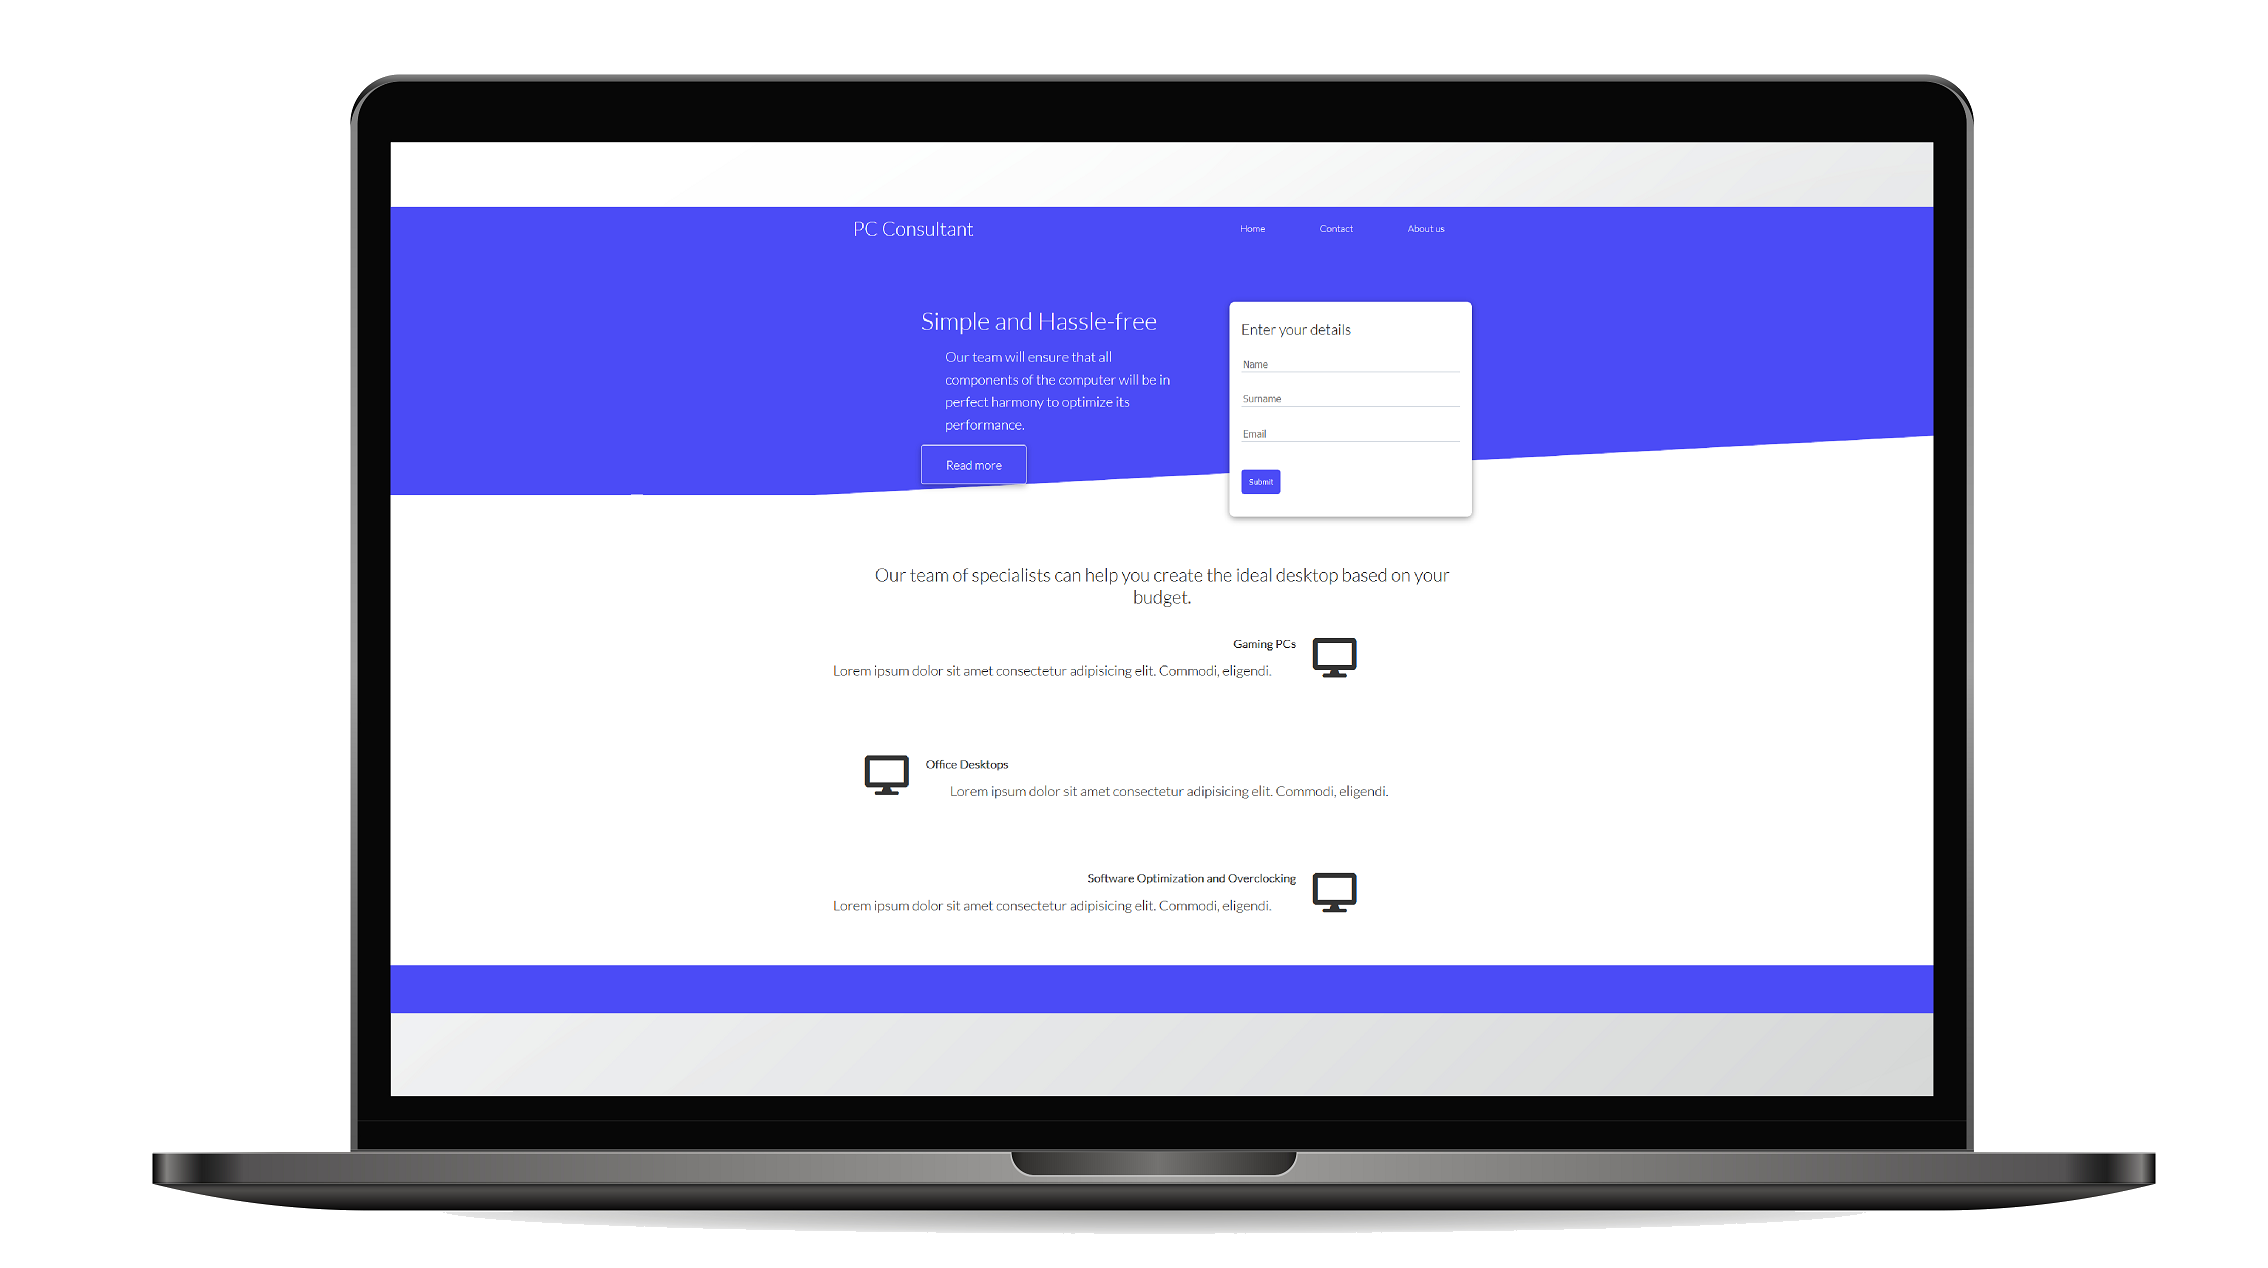 PC Consultant
Home
Contact
About us
Simple and Hassle-free
Our team will ensure that all
components of the computer will be in
perfect harmony to optimize its
performance.
Read more
Enter your details
Name
Surname
Email
Submit
Our team of specialists can help you create the ideal desktop based on your
budget.
Gaming PCs
Lorem ipsum dolor sit amet consectetur adipisicing elit. Commodi, eligendi.
Office Desktops
Lorem ipsum dolor sit amet consectetur adipisicing elit. Commodi, eligendi.
Software Optimization and Overclocking
Lorem ipsum dolor sit amet consectetur adipisicing elit. Commodi, eligendi.